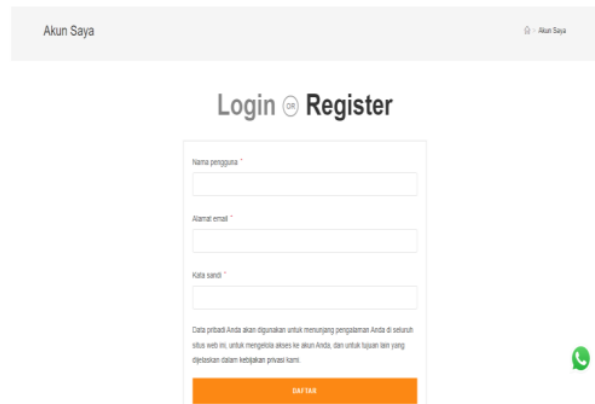 Akun Saya
> Akun Saya
Login OR Register
Nama pengguna *
Alamat email *
Kata sandi *
Data pribadi Anda akan digunakan untuk menunjang pengalaman Anda di seluruh
situs web ini, untuk mengelola akses ke akun Anda, dan untuk tujuan lain yang
dijelaskan dalam kebijakan privasi kami.
DAFTAR